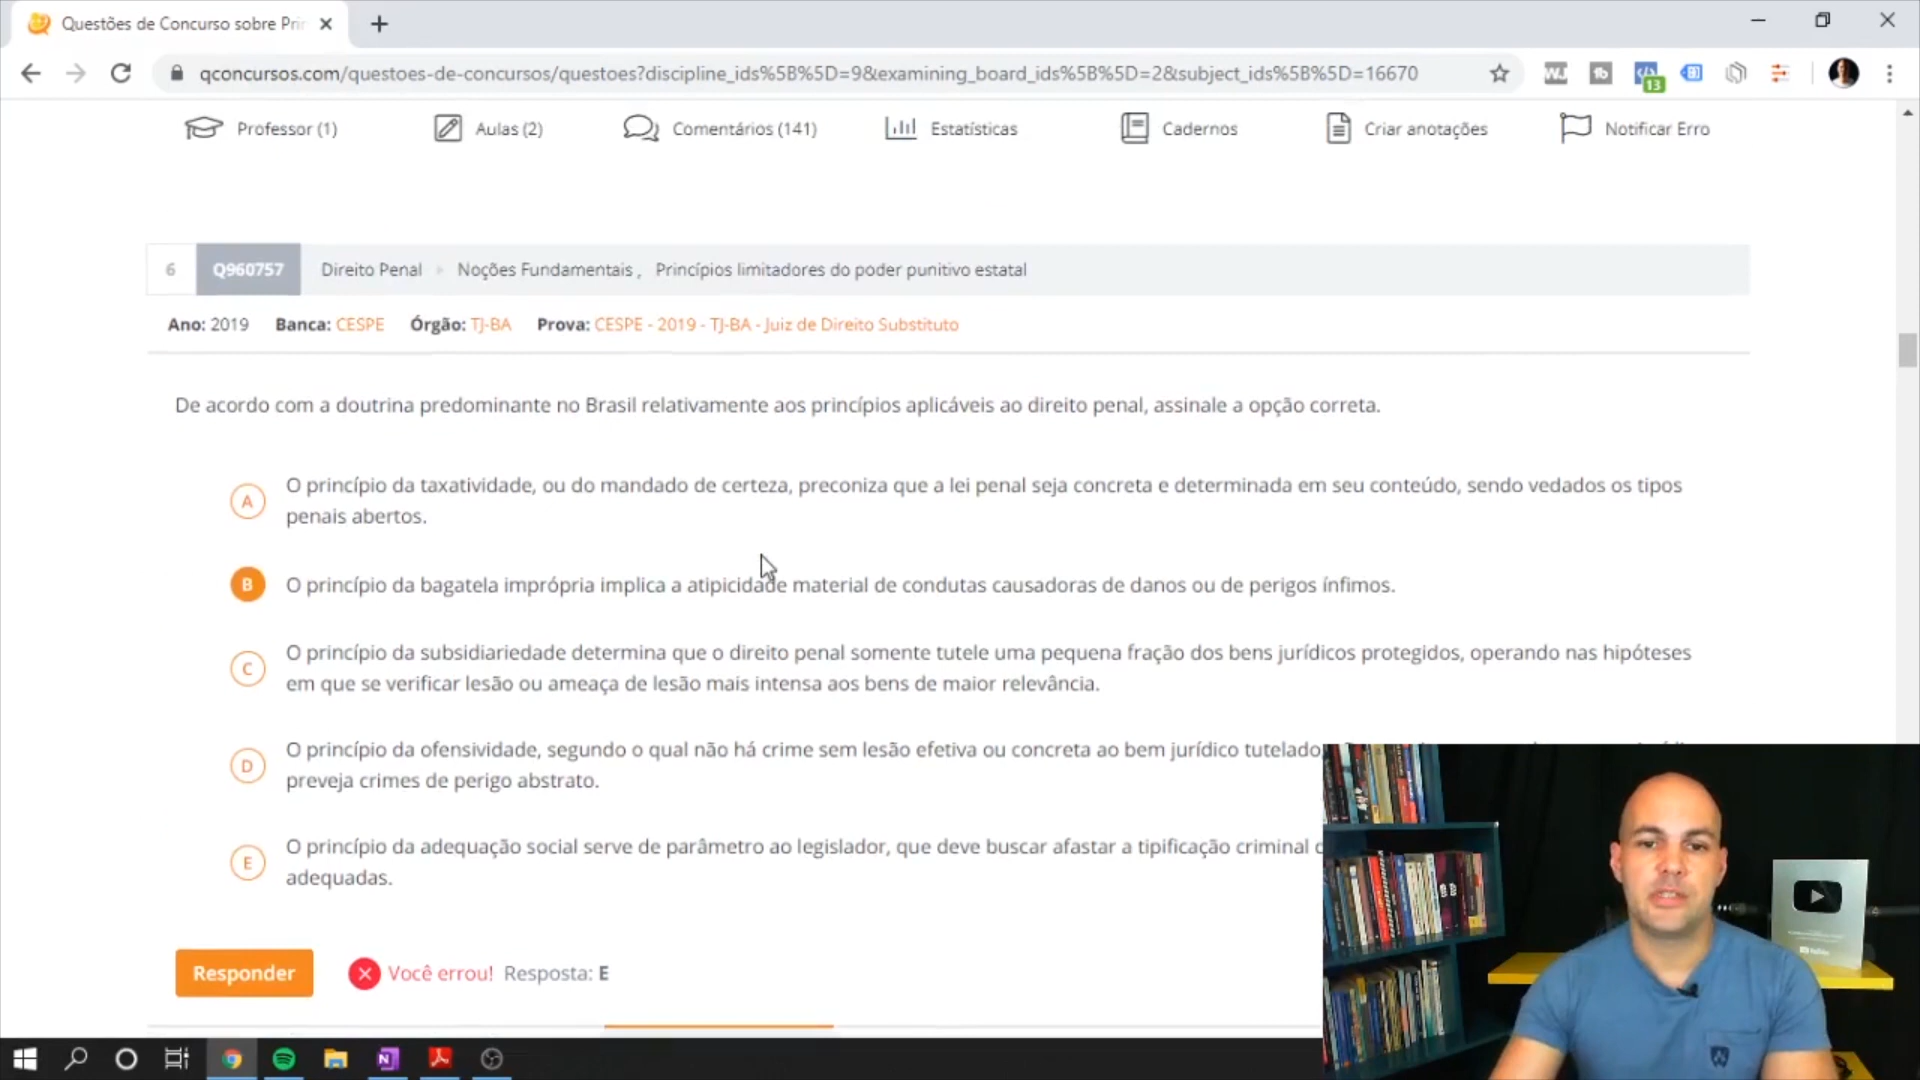 Questões de Concurso sobre Prin
qconcursos.com/questoes-de-concursos/questoes?discipline_ids%5B%5D=9&examining_board_ids%5B%5D=2&subject_ids%5B%5D=16670
13
Professor (1) Aulas (2) Comentários (141) Estatísticas Cadernos Criar anotações Notificar Erro
6 Q960757 Direito Penal Noções Fundamentais , Princípios limitadores do poder punitivo estatal
Ano: 2019 Banca: CESPE Órgão: TJ-BA Prova: CESPE - 2019 - TJ-BA - Juiz de Direito Substituto
De acordo com a doutrina predominante no Brasil relativamente aos princípios aplicáveis ao direito penal, assinale a opção correta.
A O princípio da taxatividade, ou do mandado de certeza, preconiza que a lei penal seja concreta e determinada em seu conteúdo, sendo vedados os tipos
penais abertos.
B O princípio da bagatela imprópria implica a atipicidade material de condutas causadoras de danos ou de perigos ínfimos.
C O princípio da subsidiariedade determina que o direito penal somente tutele uma pequena fração dos bens jurídicos protegidos, operando nas hipóteses
em que se verificar lesão ou ameaça de lesão mais intensa aos bens de maior relevância.
D O princípio da ofensividade, segundo o qual não há crime sem lesão efetiva ou concreta ao bem jurídico tutelado,
preveja crimes de perigo abstrato.
E O princípio da adequação social serve de parâmetro ao legislador, que deve buscar afastar a tipificação criminal
adequadas.
Responder Você errou! Resposta: E